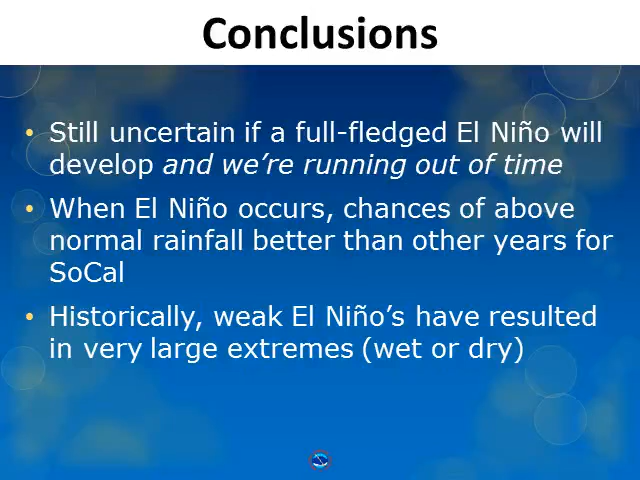 Conclusions
• Still uncertain if a full-fledged El Niño will
develop and we’re running out of time
• When El Niño occurs, chances of above
normal rainfall better than other years for
SoCal
• Historically, weak El Niño’s have resulted
in very large extremes (wet or dry)